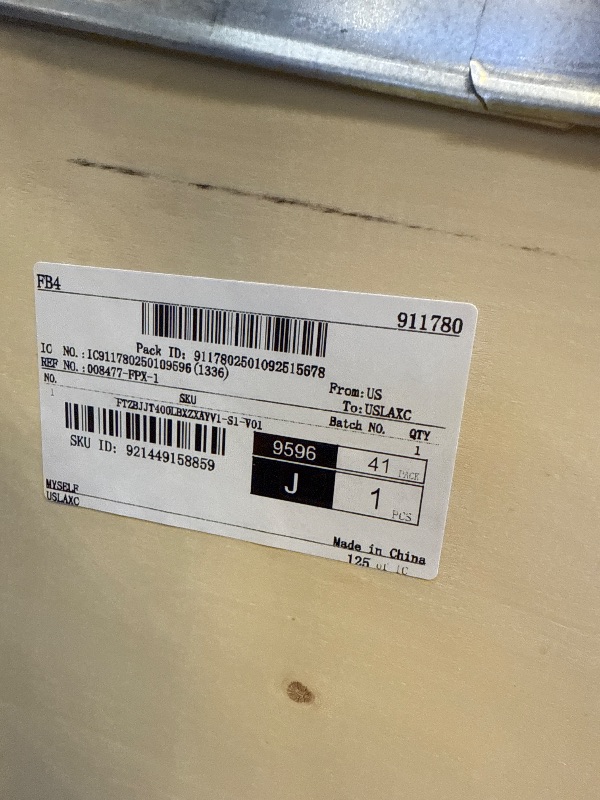 FB4
911780
Pack ID: 9117802501092515678
IC NO.:IC911780250109596(1336)
REF NO.:008477-FPX-1
From:US
To:USLAXC
NO. SKU Batch NO. QTY
1 FTZBJJT400LBXZXAYV1-S1-V01 1
SKU ID: 921449158859
9596 41 PACK
J 1 PCS
MYSELF
USLAXC
Made in China
125 of IC